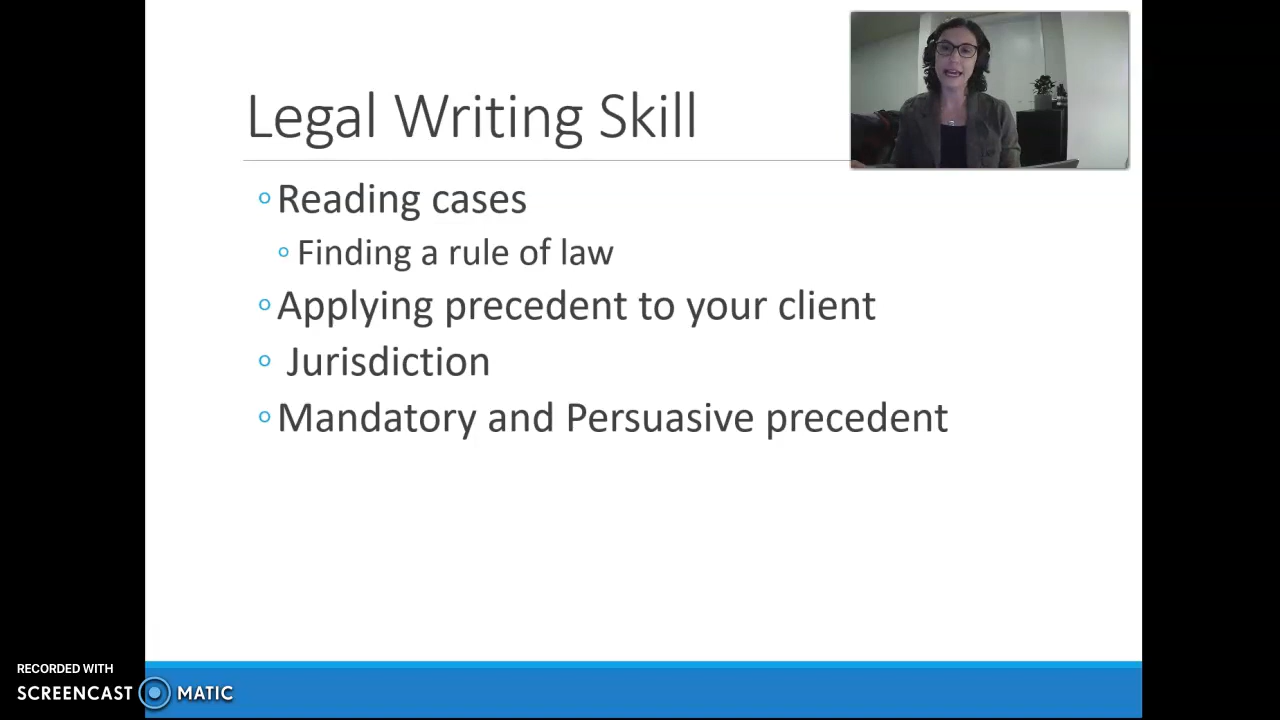 Legal Writing Skill
Reading cases
Finding a rule of law
Applying precedent to your client
Jurisdiction
Mandatory and Persuasive precedent
RECORDED WITH
SCREENCAST MATIC